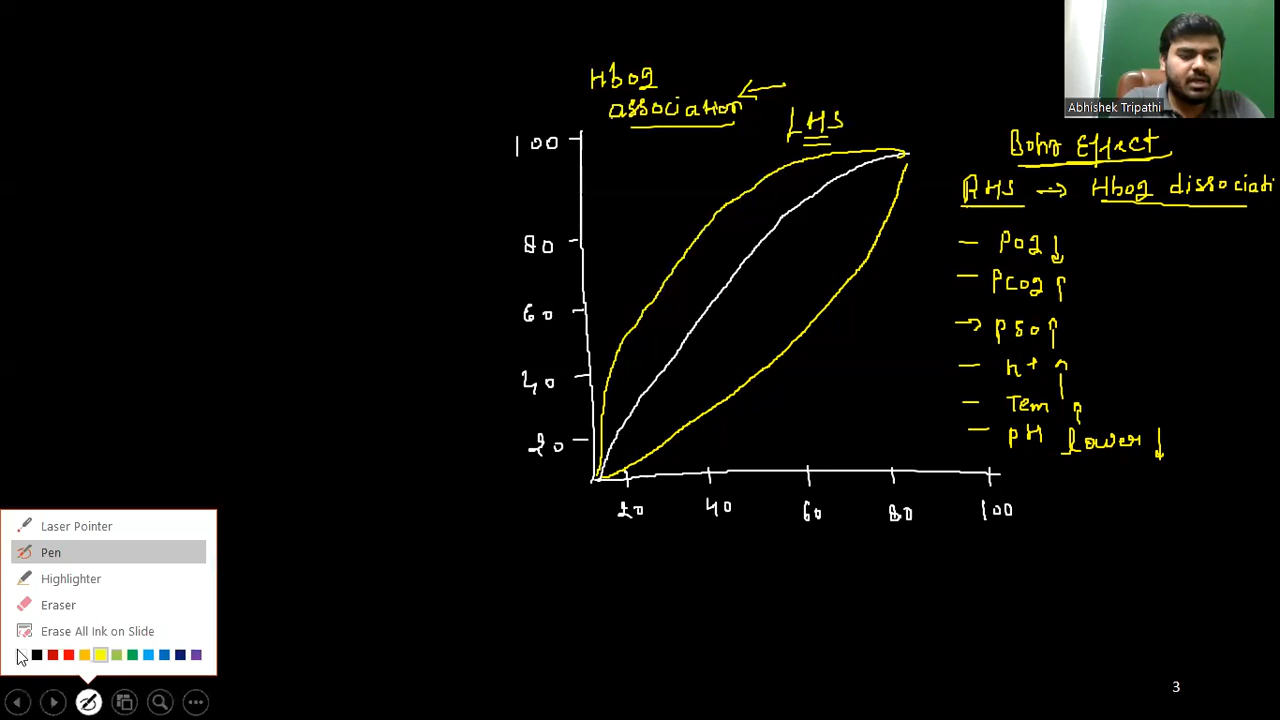 Abhishek Tripathi
Hbo2
association
LHS
Bohr Effect
RHS → Hbo2 dissociati
100
80
60
40
20
20 40 60 80 100
- Po2 ↓
- Pco2 ↑
→ P50 ↑
- H+ ↑
- Tem ↑
- pH Lower ↓
Laser Pointer
Pen
Highlighter
Eraser
Erase All Ink on Slide
3